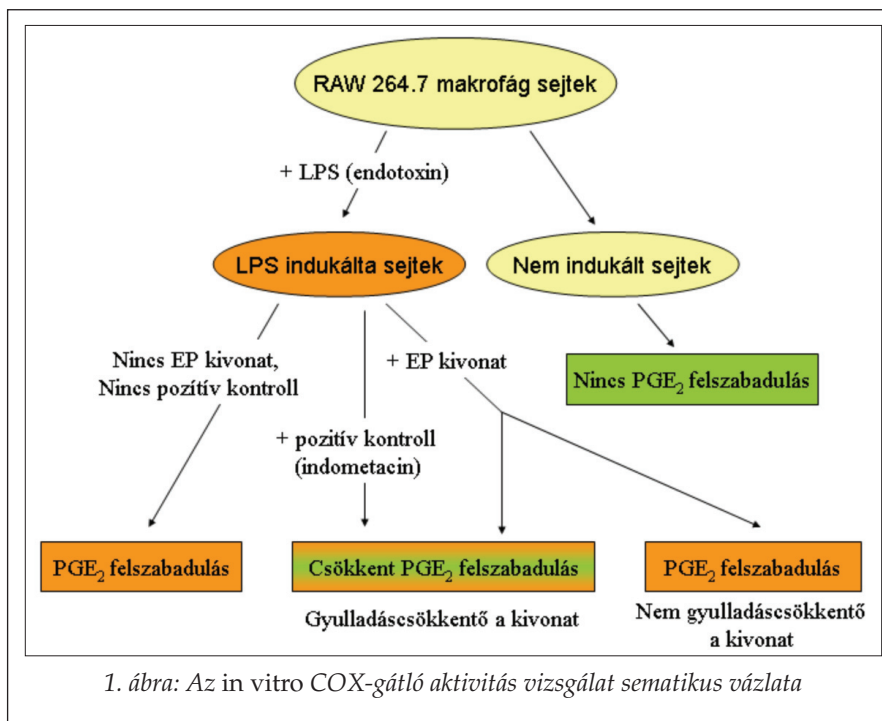 RAW 264.7 makrofág sejtek
+ LPS (endotoxin)
LPS indukálta sejtek
Nem indukált sejtek
Nincs EP kivonat,
Nincs pozítív kontroll
+ EP kivonat
Nincs PGE₂ felszabadulás
+ pozitív kontroll
(indometacin)
PGE₂ felszabadulás
Csökkent PGE₂ felszabadulás
PGE₂ felszabadulás
Gyulladáscsökkentő a kivonat
Nem gyulladáscsökkentő
a kivonat
1. ábra: Az in vitro COX-gátló aktivitás vizsgálat sematikus vázlata